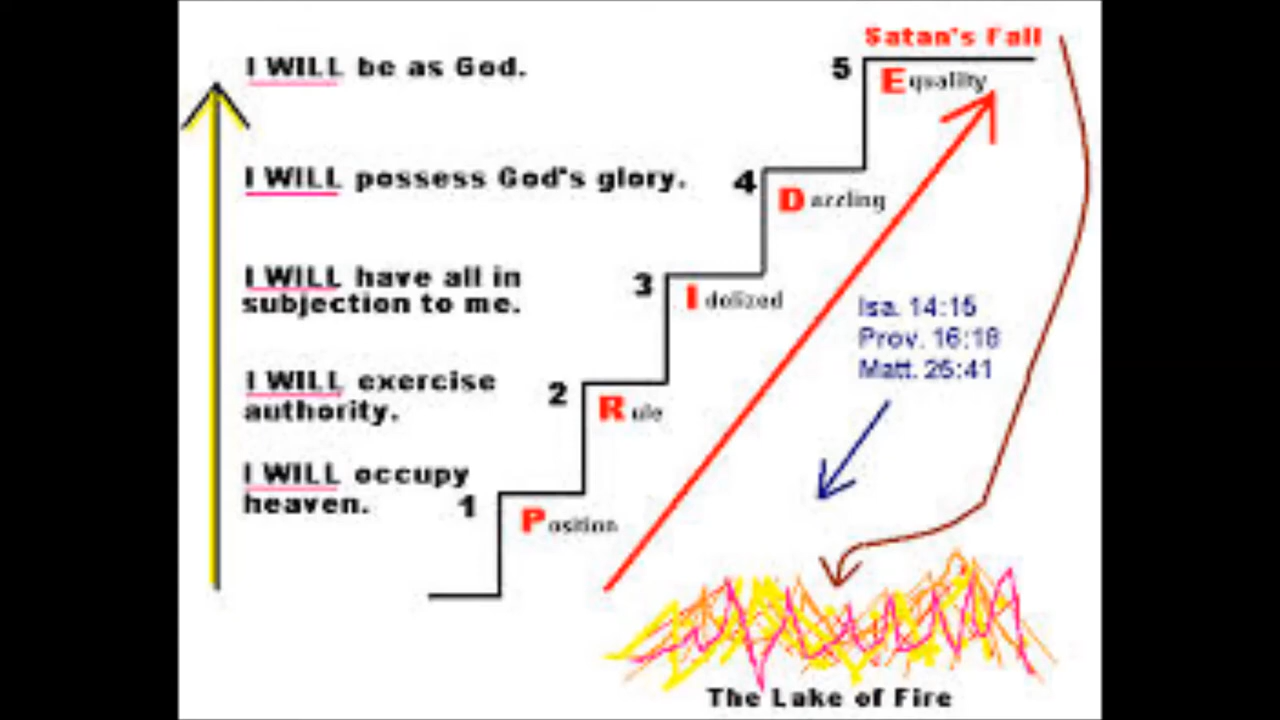 Satan's Fall
I WILL be as God.
5
Equality
I WILL possess God's glory.
4
Dazzling
I WILL have all in
subjection to me.
3
Idolized
Isa. 14:15
Prov. 16:18
Matt. 25:41
I WILL exercise
authority.
2
Rule
I WILL occupy
heaven.
1
Position
The Lake of Fire